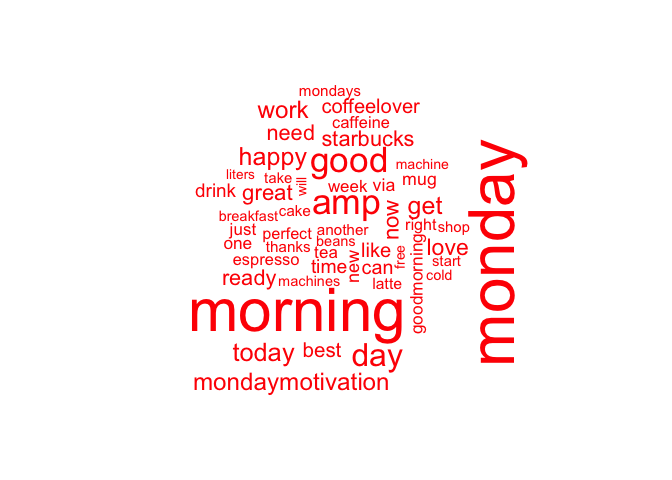 mondays
work
coffeelover
caffeine
need
starbucks
happy
good
machine
liters
take
will
week
via
mug
drink
great
amp
now
get
breakfast
cake
right
shop
just
perfect
another
one
thanks
beans
tea
like
free
love
espresso
time
new
can
start
ready
machines
latte
goodmorning
cold
monday
morning
today
best
day
mondaymotivation